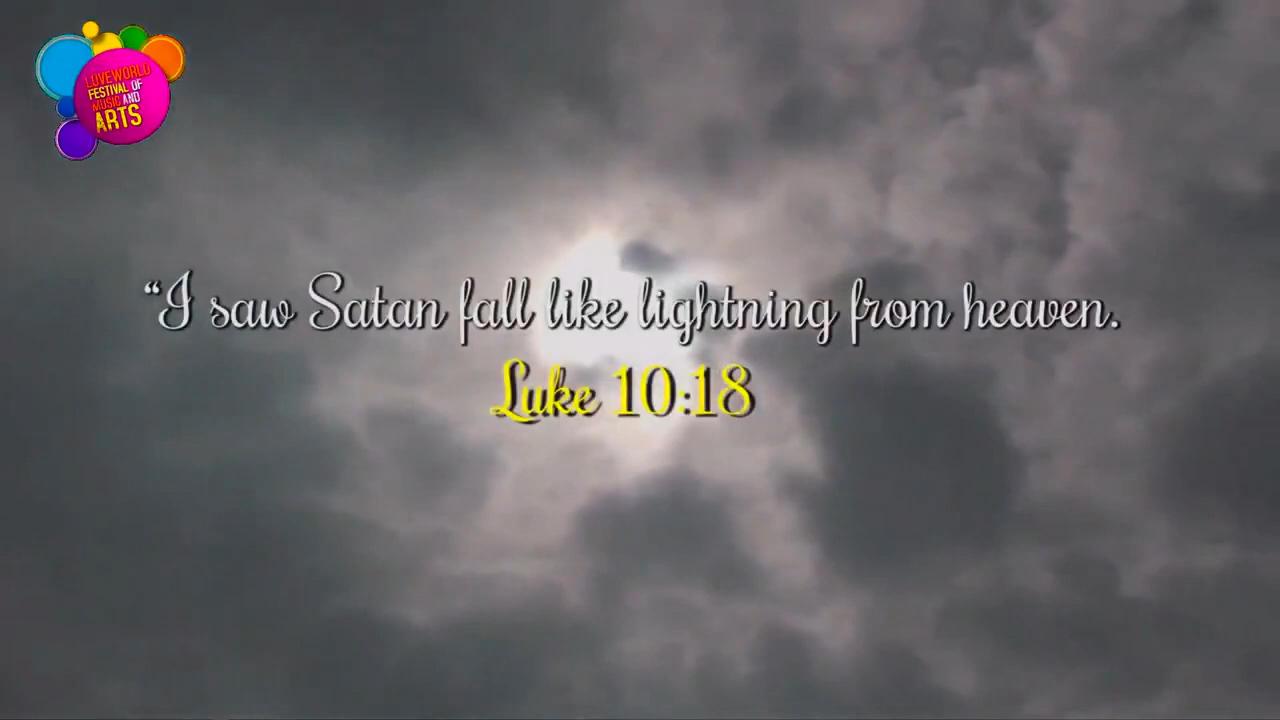 LOVEWORLD
FESTIVAL OF
MUSIC AND
ARTS
“I saw Satan fall like lightning from heaven.
Luke 10:18